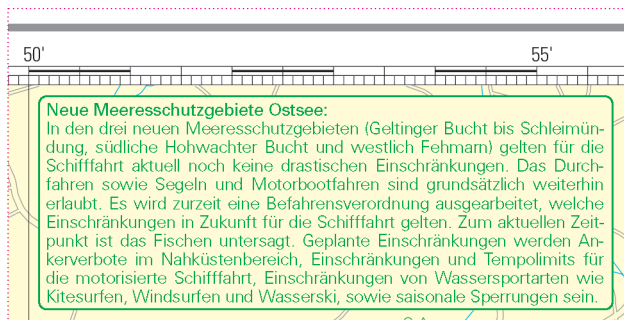 50' 55'
Neue Meeresschutzgebiete Ostsee:
In den drei neuen Meeresschutzgebieten (Geltinger Bucht bis Schleimün-
dung, südliche Hohwachter Bucht und westlich Fehmarn) gelten für die
Schifffahrt aktuell noch keine drastischen Einschränkungen. Das Durch-
fahren sowie Segeln und Motorbootfahren sind grundsätzlich weiterhin
erlaubt. Es wird zurzeit eine Befahrensverordnung ausgearbeitet, welche
Einschränkungen in Zukunft für die Schifffahrt gelten. Zum aktuellen Zeit-
punkt ist das Fischen untersagt. Geplante Einschränkungen werden An-
kerverbote im Nahküstenbereich, Einschränkungen und Tempolimits für
die motorisierte Schifffahrt, Einschränkungen von Wassersportarten wie
Kitesurfen, Windsurfen und Wasserski, sowie saisonale Sperrungen sein.